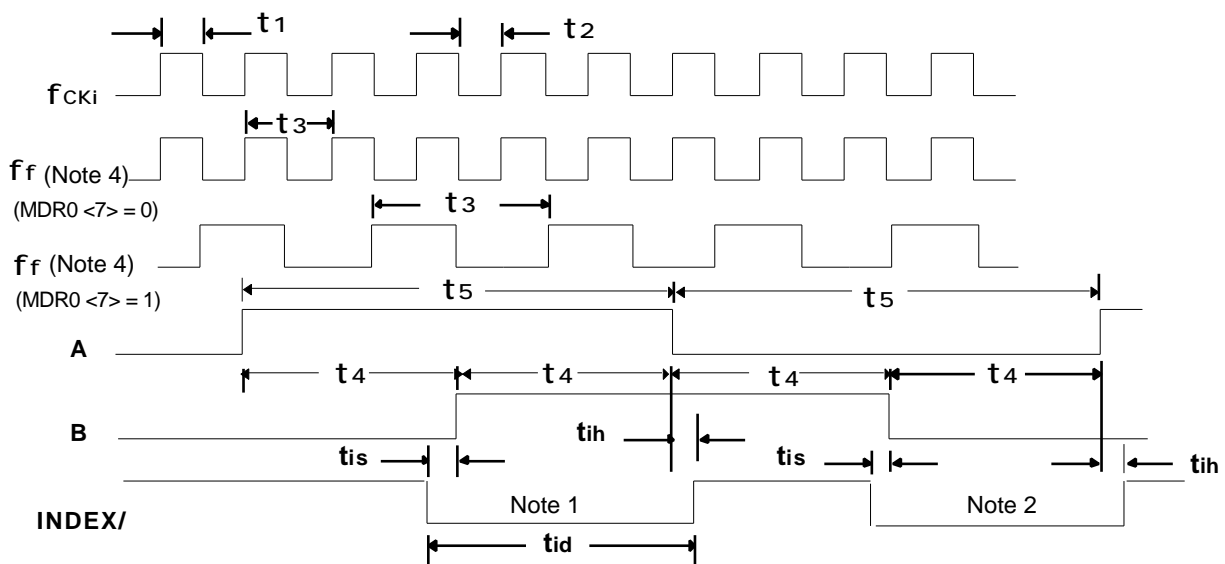 t1 t2
fCKi
t3
ff (Note 4)
(MDR0 <7> = 0)
t3
ff (Note 4)
(MDR0 <7> = 1)
t5 t5
A
t4 t4 t4 t4
B
tis tih tis tih
INDEX/ Note 1 Note 2
tid